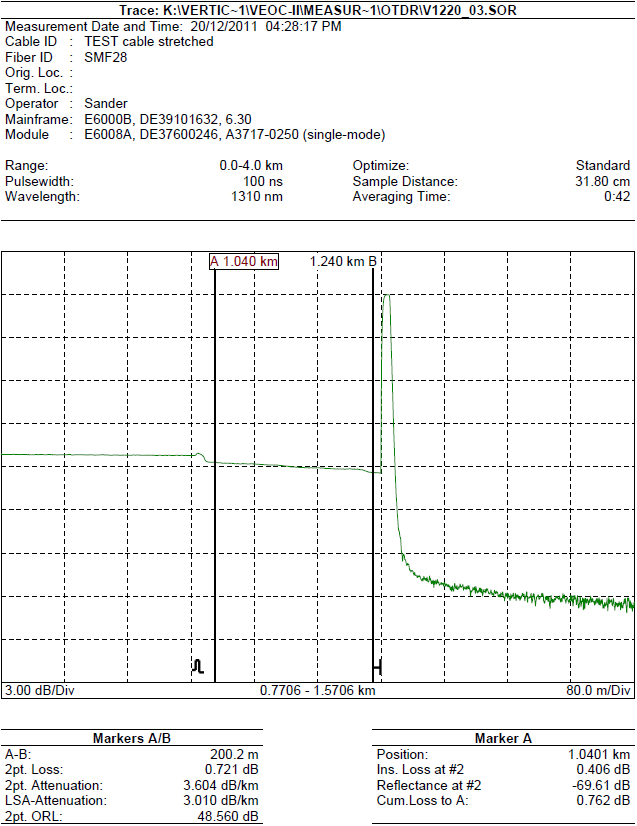 Trace: K:\VERTIC~1\VEOC-II\MEASUR~1\OTDR\V1220_03.SOR
Measurement Date and Time: 20/12/2011 04:28:17 PM
Cable ID : TEST cable stretched
Fiber ID : SMF28
Orig. Loc. :
Term. Loc.:
Operator : Sander
Mainframe: E6000B, DE39101632, 6.30
Module : E6008A, DE37600246, A3717-0250 (single-mode)
Range: 0.0-4.0 km Optimize: Standard
Pulsewidth: 100 ns Sample Distance: 31.80 cm
Wavelength: 1310 nm Averaging Time: 0:42
A 1.040 km 1.240 km B
3.00 dB/Div 0.7706 - 1.5706 km 80.0 m/Div
Markers A/B Marker A
A-B: 200.2 m Position: 1.0401 km
2pt. Loss: 0.721 dB Ins. Loss at #2 0.406 dB
2pt. Attenuation: 3.604 dB/km Reflectance at #2 -69.61 dB
LSA-Attenuation: 3.010 dB/km Cum.Loss to A: 0.762 dB
2pt. ORL: 48.560 dB